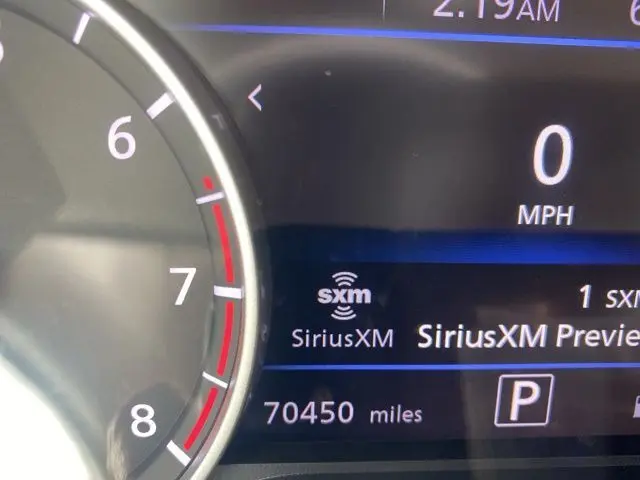 2:19AM
6
0
MPH
7
sxm
1 SXM
SiriusXM
SiriusXM Previe
8
70450 miles
P